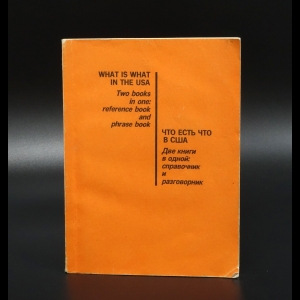 WHAT IS WHAT
IN THE USA
Two books
in one:
reference book
and
phrase book
ЧТО ЕСТЬ ЧТО
В США
Две книги
в одной:
справочник
и
разговорник